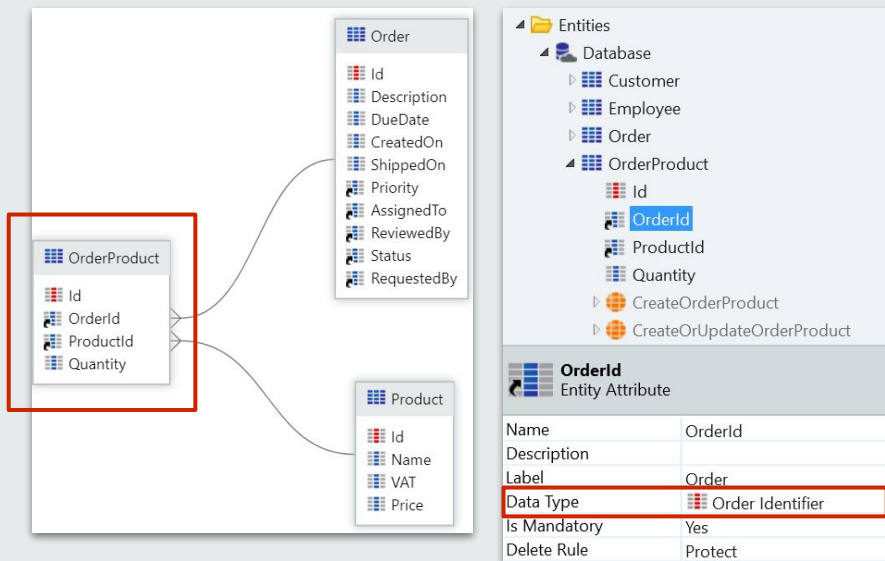 Order
Id
Description
DueDate
CreatedOn
ShippedOn
Priority
AssignedTo
ReviewedBy
Status
RequestedBy
OrderProduct
Id
OrderId
ProductId
Quantity
Product
Id
Name
VAT
Price
Entities
Database
Customer
Employee
Order
OrderProduct
Id
OrderId
ProductId
Quantity
CreateOrderProduct
CreateOrUpdateOrderProduct
OrderId
Entity Attribute
Name OrderId
Description
Label Order
Data Type Order Identifier
Is Mandatory Yes
Delete Rule Protect